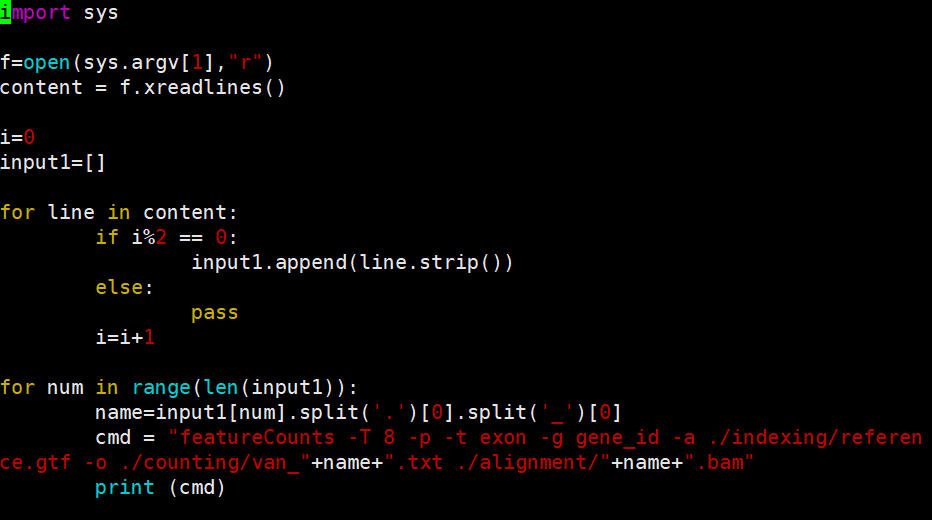 import sys

f=open(sys.argv[1],"r")
content = f.xreadlines()

i=0
input1=[]

for line in content:
        if i%2 == 0:
                input1.append(line.strip())
        else:
                pass
        i=i+1

for num in range(len(input1)):
        name=input1[num].split('.')[0].split('_')[0]
        cmd = "featureCounts -T 8 -p -t exon -g gene_id -a ./indexing/referen
ce.gtf -o ./counting/van_"+name+".txt ./alignment/"+name+".bam"
        print (cmd)